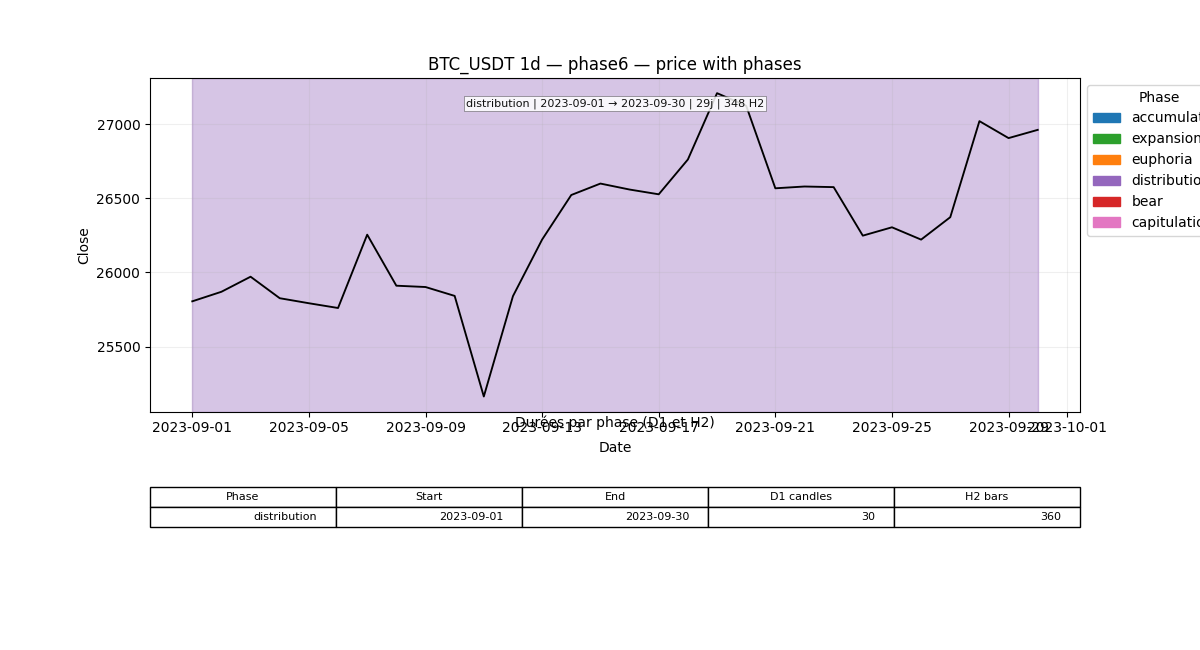 BTC_USDT 1d — phase6 — price with phases
distribution | 2023-09-01 → 2023-09-30 | 29j | 348 H2
Phase
accumulat
expansion
euphoria
distributio
bear
capitulatio
27000
26500
26000
25500
Close
Durées par phase (D1 et H2)
2023-09-01 2023-09-05 2023-09-09 2023-09-13 2023-09-17 2023-09-21 2023-09-25 2023-09-29 2023-10-01
Date
Phase Start End D1 candles H2 bars
distribution 2023-09-01 2023-09-30 30 360